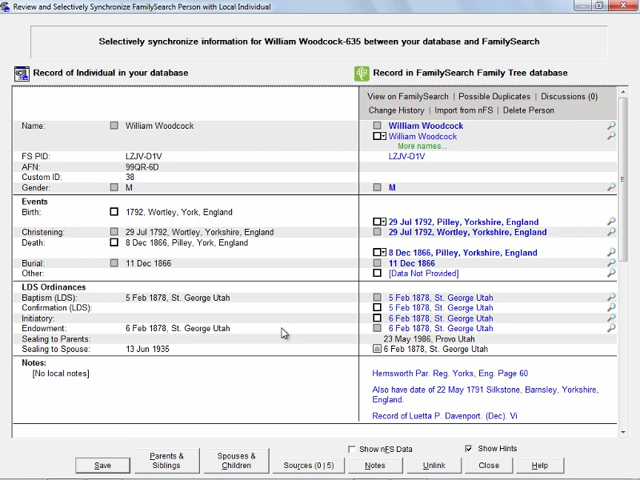 Review and Selectively Synchronize FamilySearch Person with Local Individual
Selectively synchronize information for William Woodcock-635 between your database and FamilySearch
Record of Individual in your database
Record in FamilySearch Family Tree database
View on FamilySearch | Possible Duplicates | Discussions (0)
Change History | Import from nFS | Delete Person
Name: William Woodcock William Woodcock
William Woodcock
More names...
FS PID: LZJV-D1V LZJV-D1V
AFN: 99QR-6D
Custom ID: 38
Gender: M M
Events
Birth: 1792, Wortley, York, England
29 Jul 1792, Pilley, Yorkshire, England
Christening: 29 Jul 1792, Wortley, York, England 29 Jul 1792, Wortley, York, England
Death: 8 Dec 1866, Pilley, York, England
8 Dec 1866, Pilley, Yorkshire, England
Burial: 11 Dec 1866 11 Dec 1866
Other: [Data Not Provided]
LDS Ordinances
Baptism (LDS): 5 Feb 1878, St. George Utah 5 Feb 1878, St. George Utah
Confirmation (LDS): 5 Feb 1878, St. George Utah
Initiatory: 6 Feb 1878, St. George Utah
Endowment: 6 Feb 1878, St. George Utah 6 Feb 1878, St. George Utah
Sealing to Parents: 23 May 1986, Provo Utah
Sealing to Spouse: 13 Jun 1935 6 Feb 1878, St. George Utah
Notes:
[No local notes] Hemsworth Par. Reg. Yorks, Eng. Page 60
Also have date of 22 May 1791 Silkstone, Barnsley, Yorkshire,
England.
Record of Luetta P. Davenport. (Dec). Vi
Show nFS Data Show Hints
Save Parents & Siblings Spouses & Children Sources (0 | 5) Notes Unlink Close Help